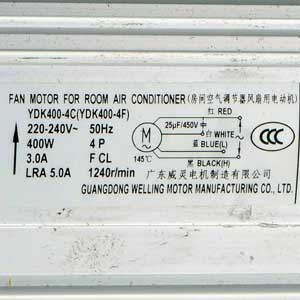 FAN MOTOR FOR ROOM AIR CONDITIONER (房间空气调节器风扇用电动机)
YDK400-4C(YDK400-4F)
220-240V~ 50Hz
400W 4 P
3.0A F CL
LRA 5.0A 1240r/min
红 RED
25μF/450V
白 WHITE
蓝 BLUE(L)
黑 BLACK(H)
M
145℃
CCC
广东威灵电机制造有限公司
GUANGDONG WELLING MOTOR MANUFACTURING CO., LTD.